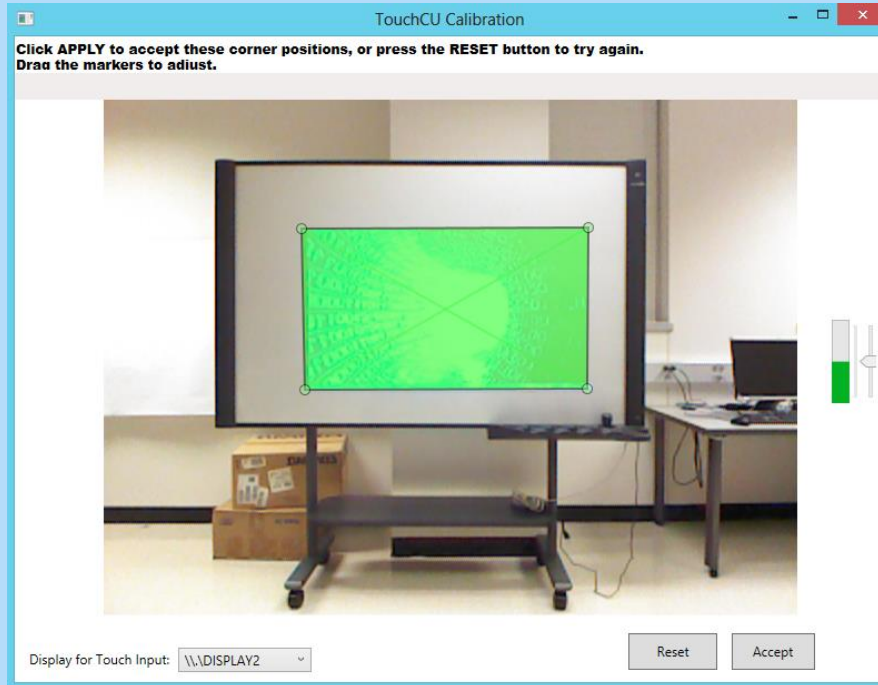 TouchCU Calibration
Click APPLY to accept these corner positions, or press the RESET button to try again.
Drag the markers to adjust.
Display for Touch Input: \\.\DISPLAY2
Reset
Accept